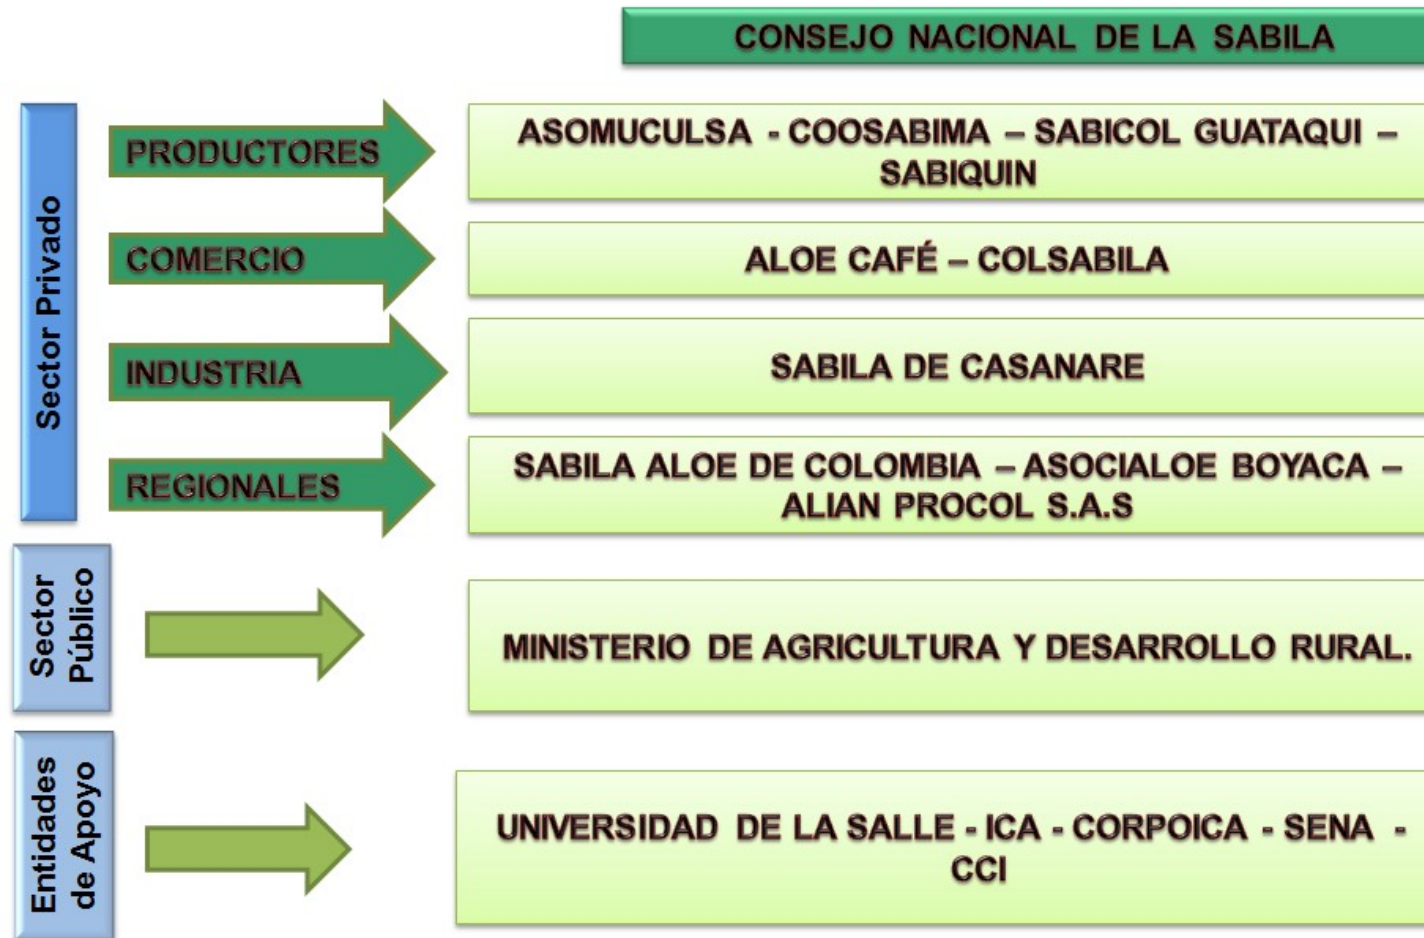 CONSEJO NACIONAL DE LA SABILA
Sector Privado
PRODUCTORES
ASOMUCULSA - COOSABIMA – SABICOL GUATAQUI –
SABIQUIN
COMERCIO
ALOE CAFÉ – COLSABILA
INDUSTRIA
SABILA DE CASANARE
REGIONALES
SABILA ALOE DE COLOMBIA – ASOCIALOE BOYACA –
ALIAN PROCOL S.A.S
Sector
Público
MINISTERIO DE AGRICULTURA Y DESARROLLO RURAL.
Entidades
de Apoyo
UNIVERSIDAD DE LA SALLE - ICA - CORPOICA - SENA -
CCI